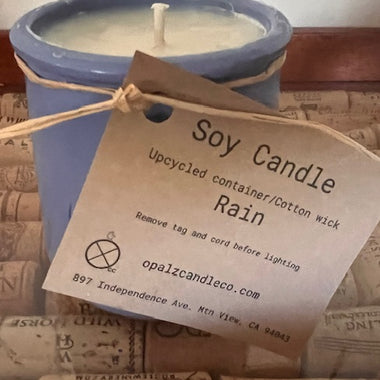 Soy Candle
Upcycled container/Cotton Wick
Rain
Remove tag and cord before lighting
opalzcandleco.com
897 Independence Ave. Mtn View, CA 94043